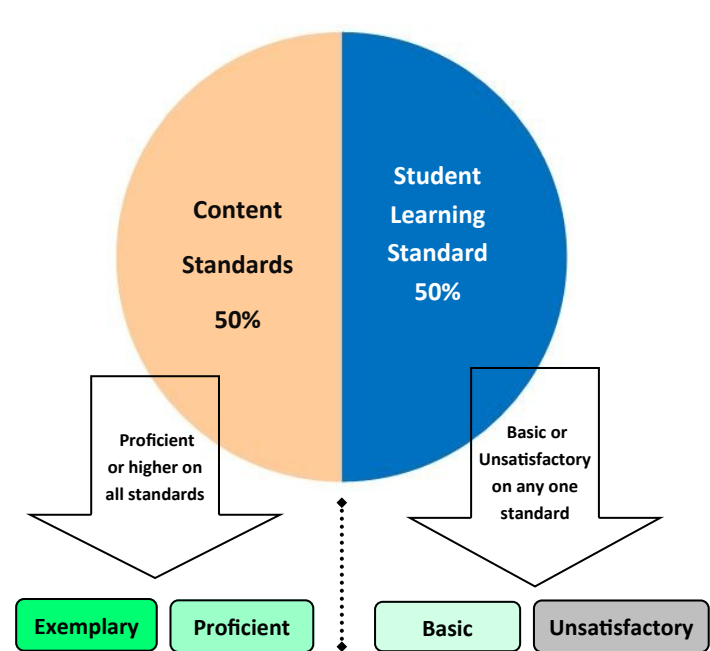 Content
Standards
50%
Student
Learning
Standard
50%
Proficient
or higher on
all standards
Basic or
Unsatisfactory
on any one
standard
Exemplary
Proficient
Basic
Unsatisfactory